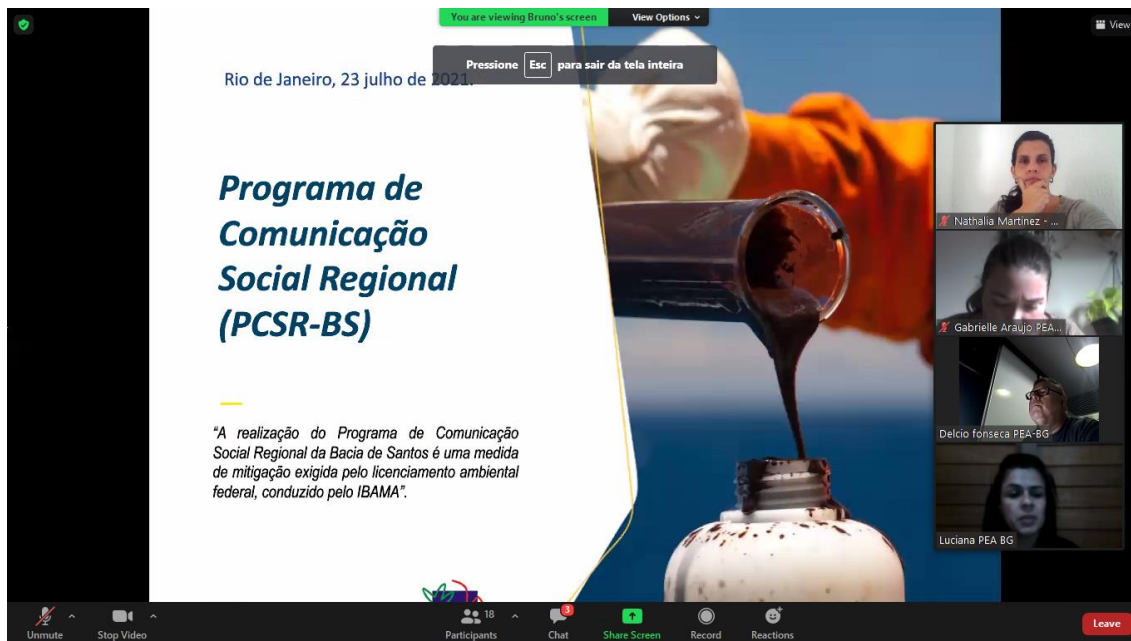 You are viewing Bruno's screen
View Options
View
Pressione Esc para sair da tela inteira
Rio de Janeiro, 23 julho de 2021.
Programa de
Comunicação
Social Regional
(PCSR-BS)
“A realização do Programa de Comunicação
Social Regional da Bacia de Santos é uma medida
de mitigação exigida pelo licenciamento ambiental
federal, conduzido pelo IBAMA”.
Nathalia Martinez - ...
Gabrielle Araujo PEA...
Delcio fonseca PEA-BG
Luciana PEA BG
18
3
Unmute
Stop Video
Participants
Chat
Share Screen
Record
Reactions
Leave